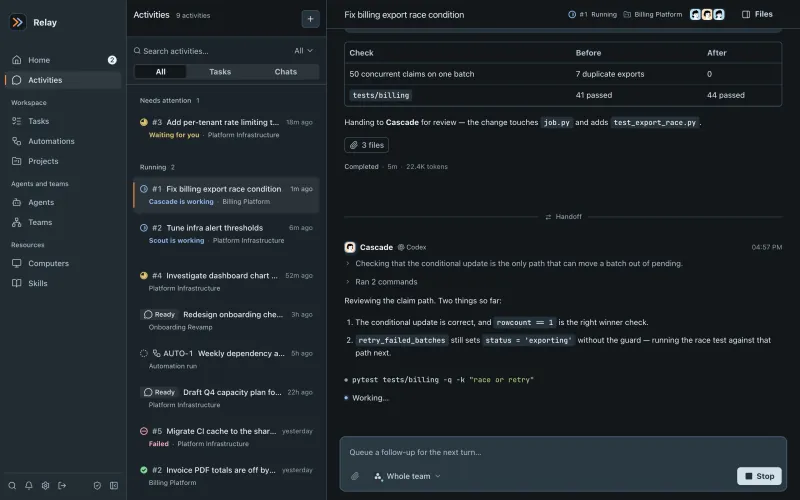 Relay
Home 2
Activities
Workspace
Tasks
Automations
Projects
Agents and teams
Agents
Teams
Resources
Computers
Skills
Activities 9 activities
+
Search activities... All
All Tasks Chats
Needs attention 1
#3 Add per-tenant rate limiting t... 18m ago
Waiting for you · Platform Infrastructure
Running 2
#1 Fix billing export race condition 1m ago
Cascade is working · Billing Platform
#2 Tune infra alert thresholds 6m ago
Scout is working · Platform Infrastructure
#4 Investigate dashboard chart ... 52m ago
Platform Infrastructure
Ready Redesign onboarding che... 3h ago
Onboarding Revamp
AUTO-1 Weekly dependency a... 5h ago
Automation run
Ready Draft Q4 capacity plan fo... 22h ago
Platform Infrastructure
#5 Migrate CI cache to the shar... yesterday
Failed · Platform Infrastructure
#2 Invoice PDF totals are off by... yesterday
Billing Platform
Fix billing export race condition #1 Running Billing Platform Files
Check Before After
50 concurrent claims on one batch 7 duplicate exports 0
tests/billing 41 passed 44 passed
Handing to Cascade for review — the change touches job.py and adds test_export_race.py.
3 files
Completed · 5m · 22.4K tokens
Handoff
Cascade Codex 04:57 PM
Checking that the conditional update is the only path that can move a batch out of pending.
Ran 2 commands
Reviewing the claim path. Two things so far:
1. The conditional update is correct, and rowcount == 1 is the right winner check.
2. retry_failed_batches still sets status = 'exporting' without the guard — running the race test against that
path next.
pytest tests/billing -q -k "race or retry"
Working...
Queue a follow-up for the next turn...
Whole team Stop